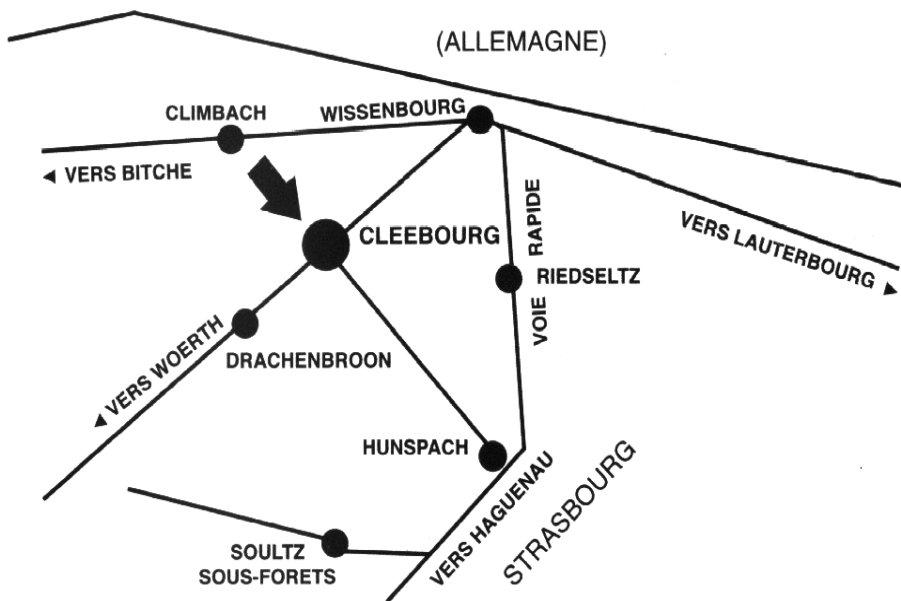 (ALLEMAGNE)
CLIMBACH
WISSENBOURG
◄ VERS BITCHE
CLEEBOURG
VOIE RAPIDE
RIEDSELTZ
VERS LAUTERBOURG ►
◄ VERS WOERTH
DRACHENBROON
HUNSPACH
VERS HAGUENAU
STRASBOURG
SOULTZ
SOUS-FORETS